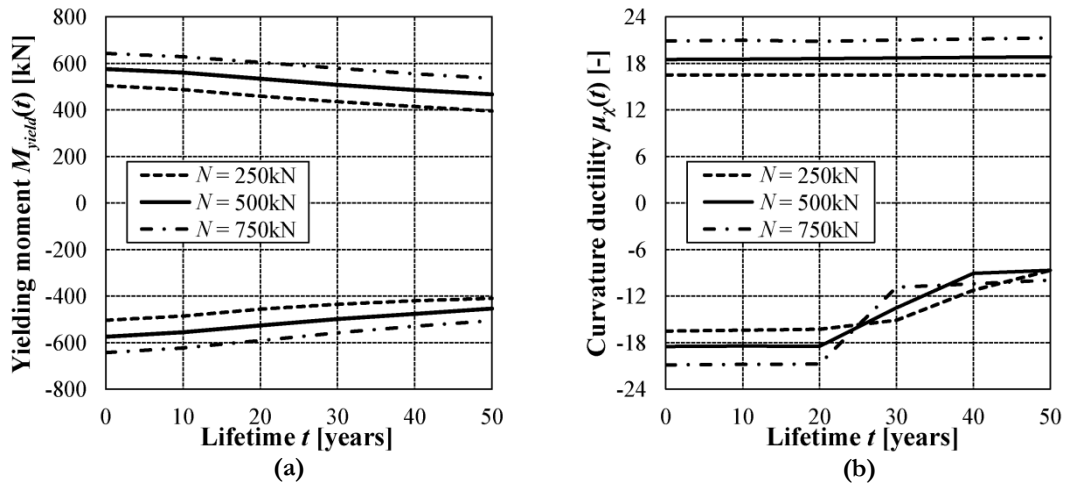 Yielding moment M_yield(t) [kN]
800
600
400
200
0
-200
-400
-600
-800
N = 250kN
N = 500kN
N = 750kN
0 10 20 30 40 50
Lifetime t [years]
(a)
Curvature ductility μ_χ(t) [-]
24
18
12
6
0
-6
-12
-18
-24
N = 250kN
N = 500kN
N = 750kN
0 10 20 30 40 50
Lifetime t [years]
(b)